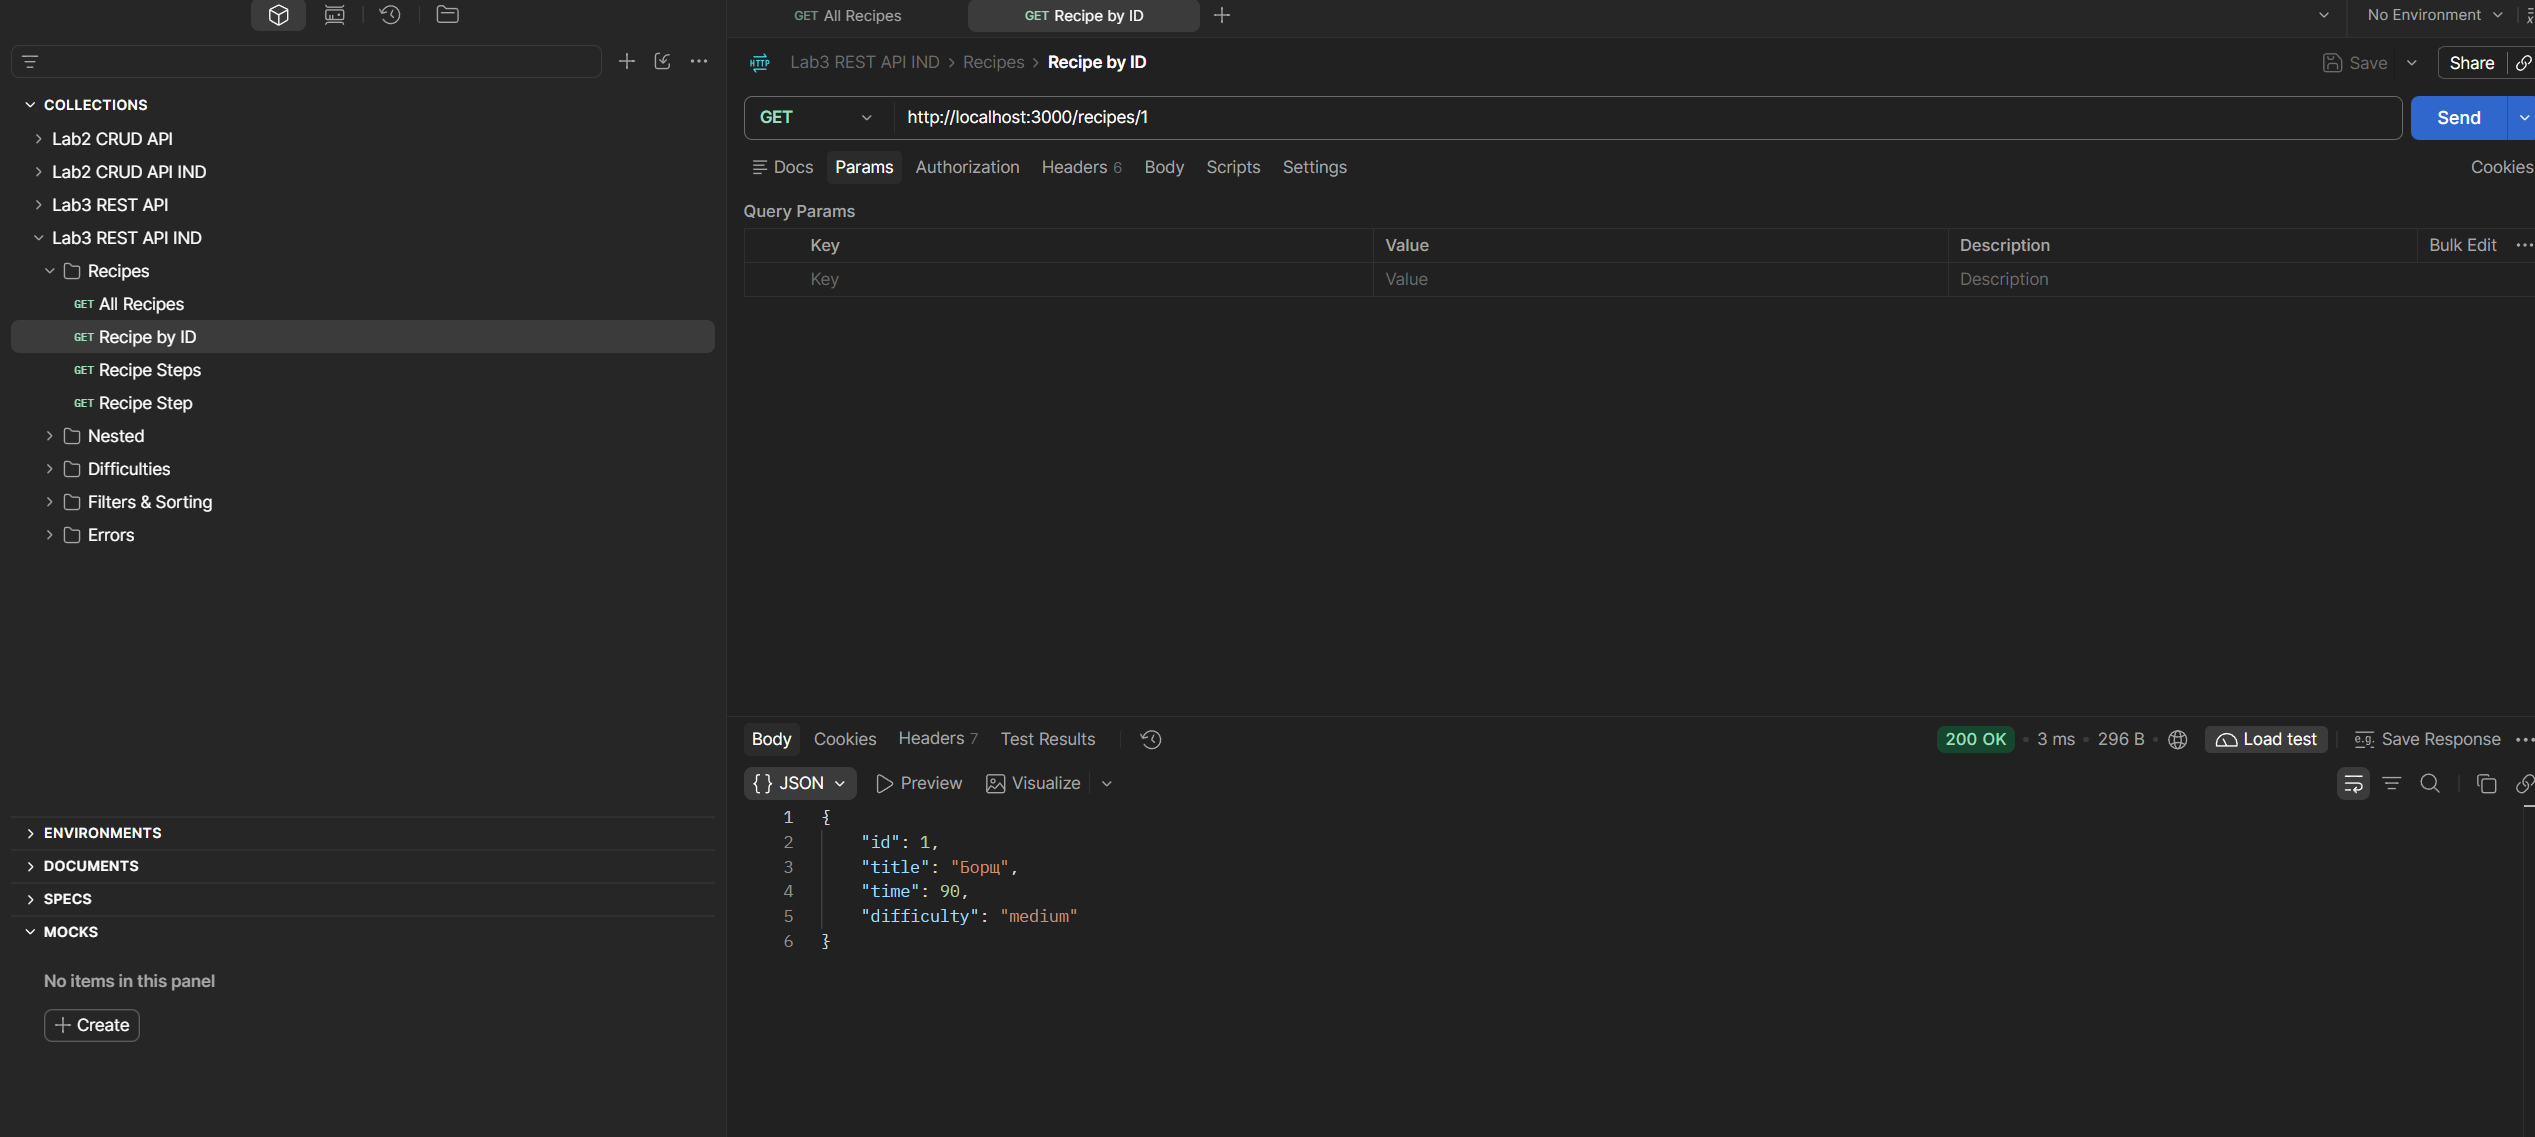 GET All Recipes
GET Recipe by ID
No Environment
HTTP Lab3 REST API IND > Recipes > Recipe by ID
Save
Share
COLLECTIONS
Lab2 CRUD API
Lab2 CRUD API IND
Lab3 REST API
Lab3 REST API IND
Recipes
GET All Recipes
GET Recipe by ID
GET Recipe Steps
GET Recipe Step
Nested
Difficulties
Filters & Sorting
Errors
ENVIRONMENTS
DOCUMENTS
SPECS
MOCKS
No items in this panel
Create
GET http://localhost:3000/recipes/1
Send
Docs Params Authorization Headers 6 Body Scripts Settings Cookies
Query Params
Key Value Description Bulk Edit
Key Value Description
Body Cookies Headers 7 Test Results
200 OK • 3 ms • 296 B • Load test e.g. Save Response
{} JSON Preview Visualize
1 {
2 "id": 1,
3 "title": "Борщ",
4 "time": 90,
5 "difficulty": "medium"
6 }